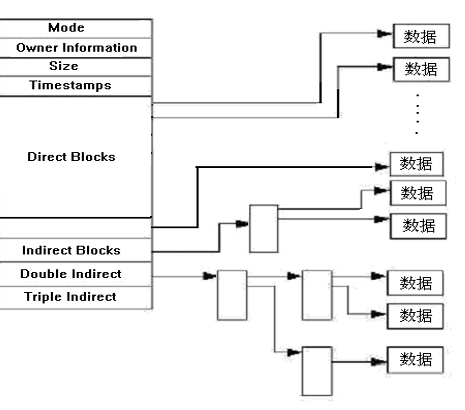 Mode
Owner Information
Size
Timestamps
Direct Blocks
Indirect Blocks
Double Indirect
Triple Indirect
数据
数据
数据
数据
数据
数据
数据
数据